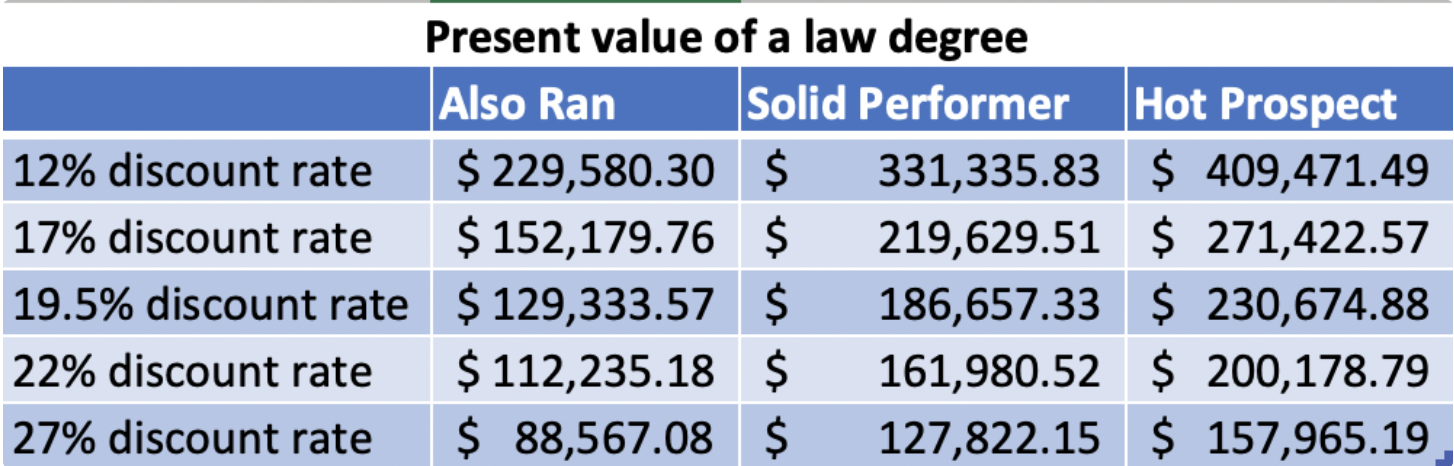 Present value of a law degree
Also Ran Solid Performer Hot Prospect
12% discount rate $ 229,580.30 $ 331,335.83 $ 409,471.49
17% discount rate $ 152,179.76 $ 219,629.51 $ 271,422.57
19.5% discount rate $ 129,333.57 $ 186,657.33 $ 230,674.88
22% discount rate $ 112,235.18 $ 161,980.52 $ 200,178.79
27% discount rate $ 88,567.08 $ 127,822.15 $ 157,965.19